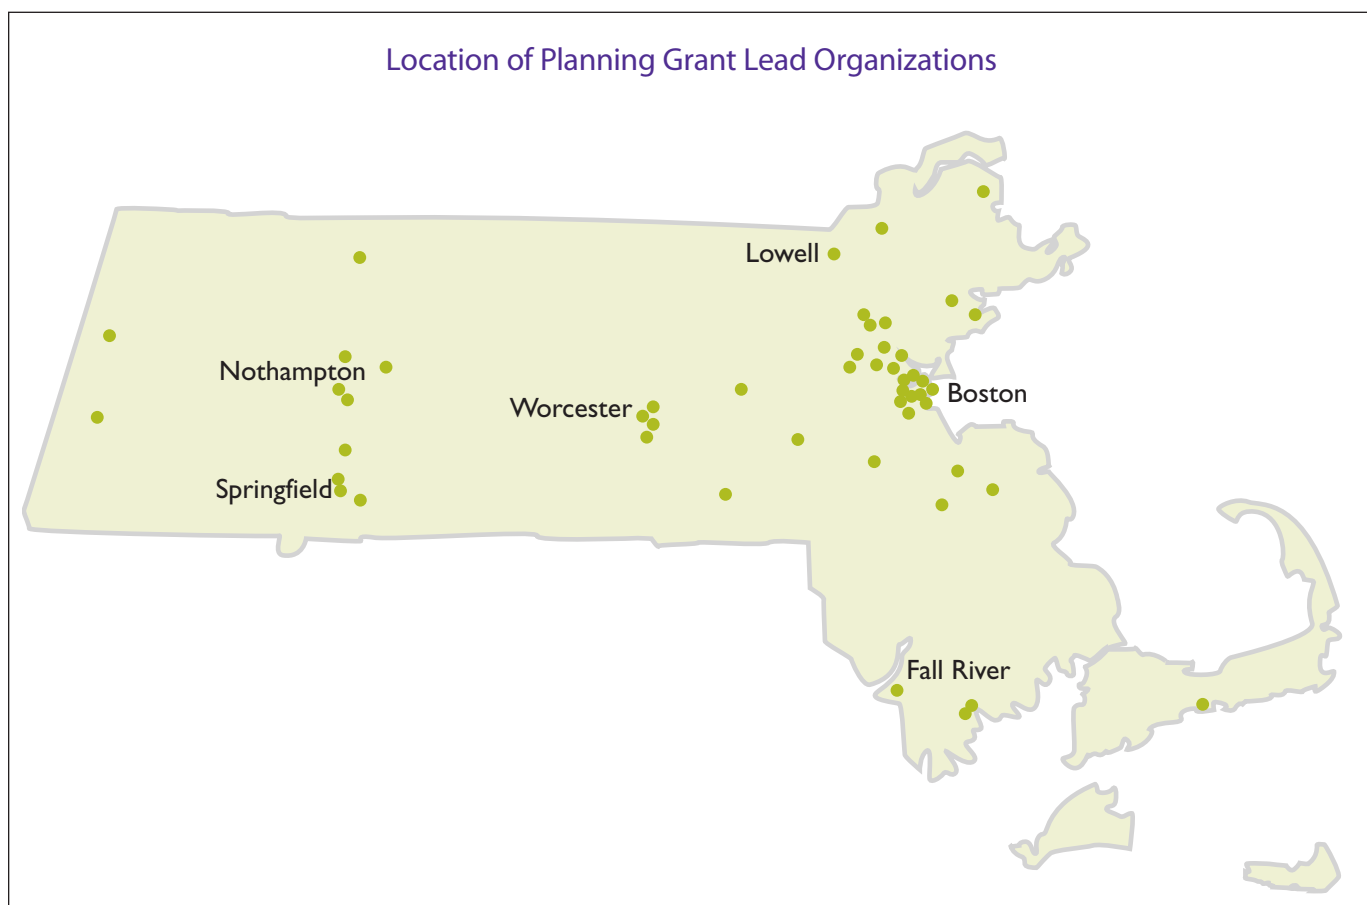 Location of Planning Grant Lead Organizations
Lowell
Nothampton
Boston
Worcester
Springfield
Fall River